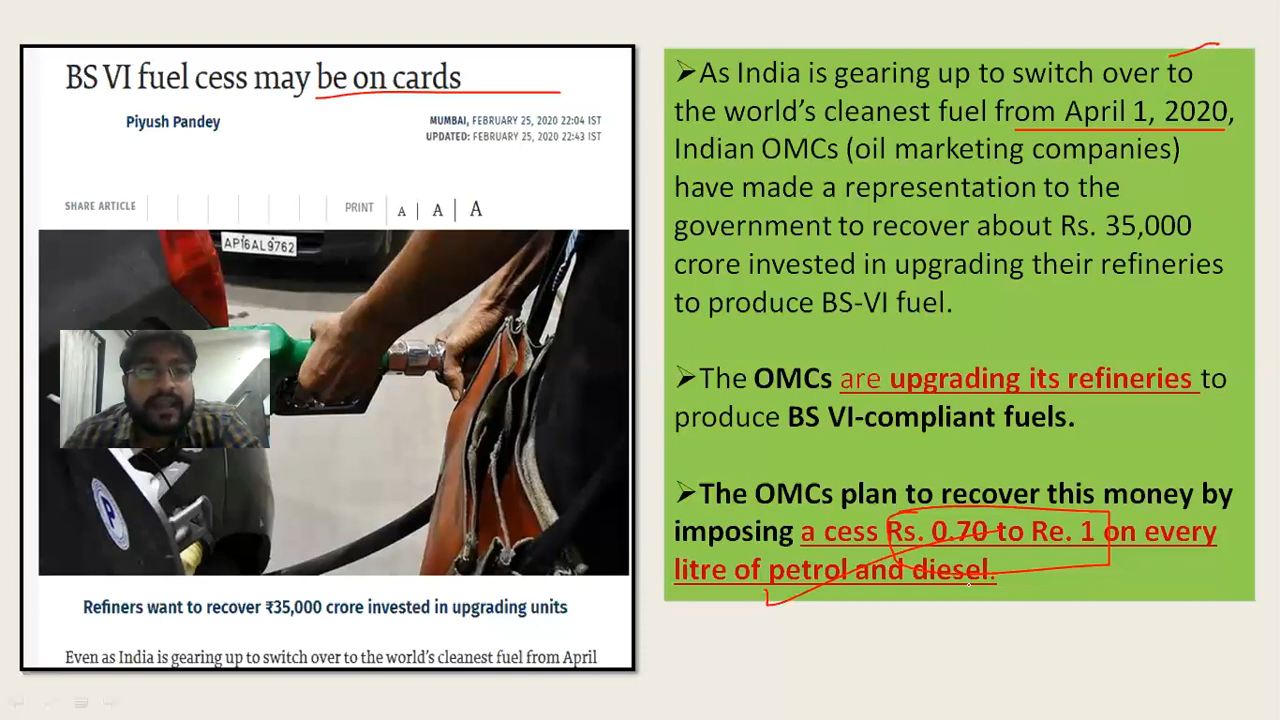 BS VI fuel cess may be on cards
Piyush Pandey
MUMBAI, FEBRUARY 25, 2020 22:04 IST
UPDATED: FEBRUARY 25, 2020 22:43 IST
SHARE ARTICLE
PRINT
A | A | A
AP16AL9762
Refiners want to recover ₹35,000 crore invested in upgrading units
Even as India is gearing up to switch over to the world's cleanest fuel from April
➤As India is gearing up to switch over to
the world's cleanest fuel from April 1, 2020,
Indian OMCs (oil marketing companies)
have made a representation to the
government to recover about Rs. 35,000
crore invested in upgrading their refineries
to produce BS-VI fuel.
➤The OMCs are upgrading its refineries to
produce BS VI-compliant fuels.
➤The OMCs plan to recover this money by
imposing a cess Rs. 0.70 to Re. 1 on every
litre of petrol and diesel.